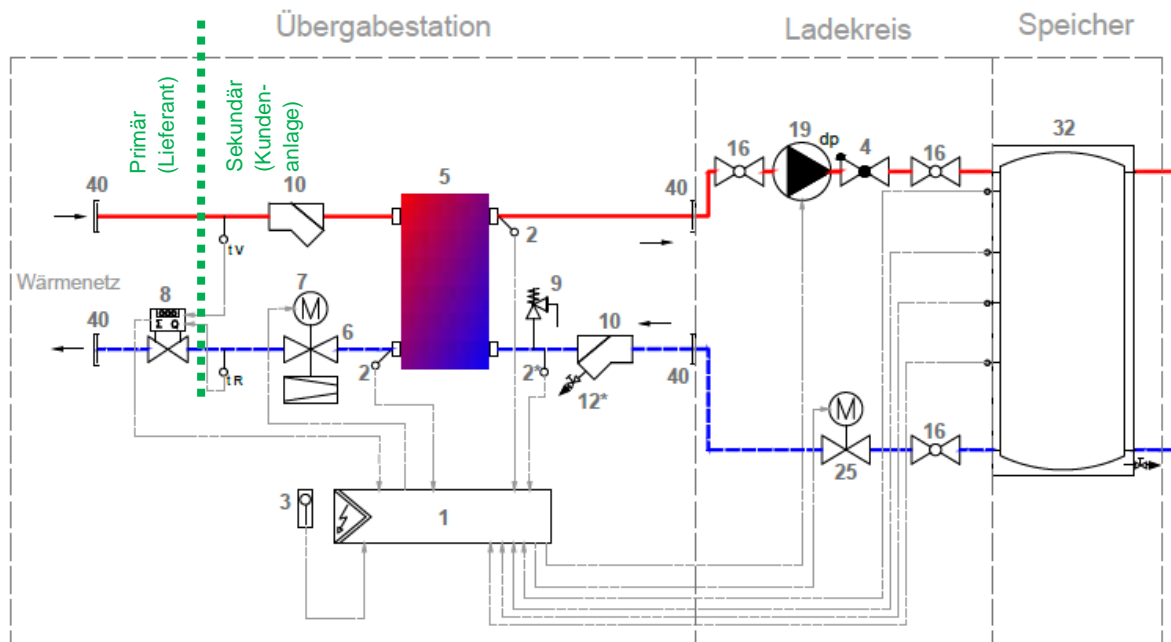 Übergabestation
Ladekreis
Speicher
Primär
(Lieferant)
Sekundär
(Kunden-
anlage)
40
10
5
40
16
19
dp
4
16
32
tV
2
Wärmenetz
8
Σ Q
7
M
9
10
40
6
tR
2
2*
12*
40
M
16
25
3
1